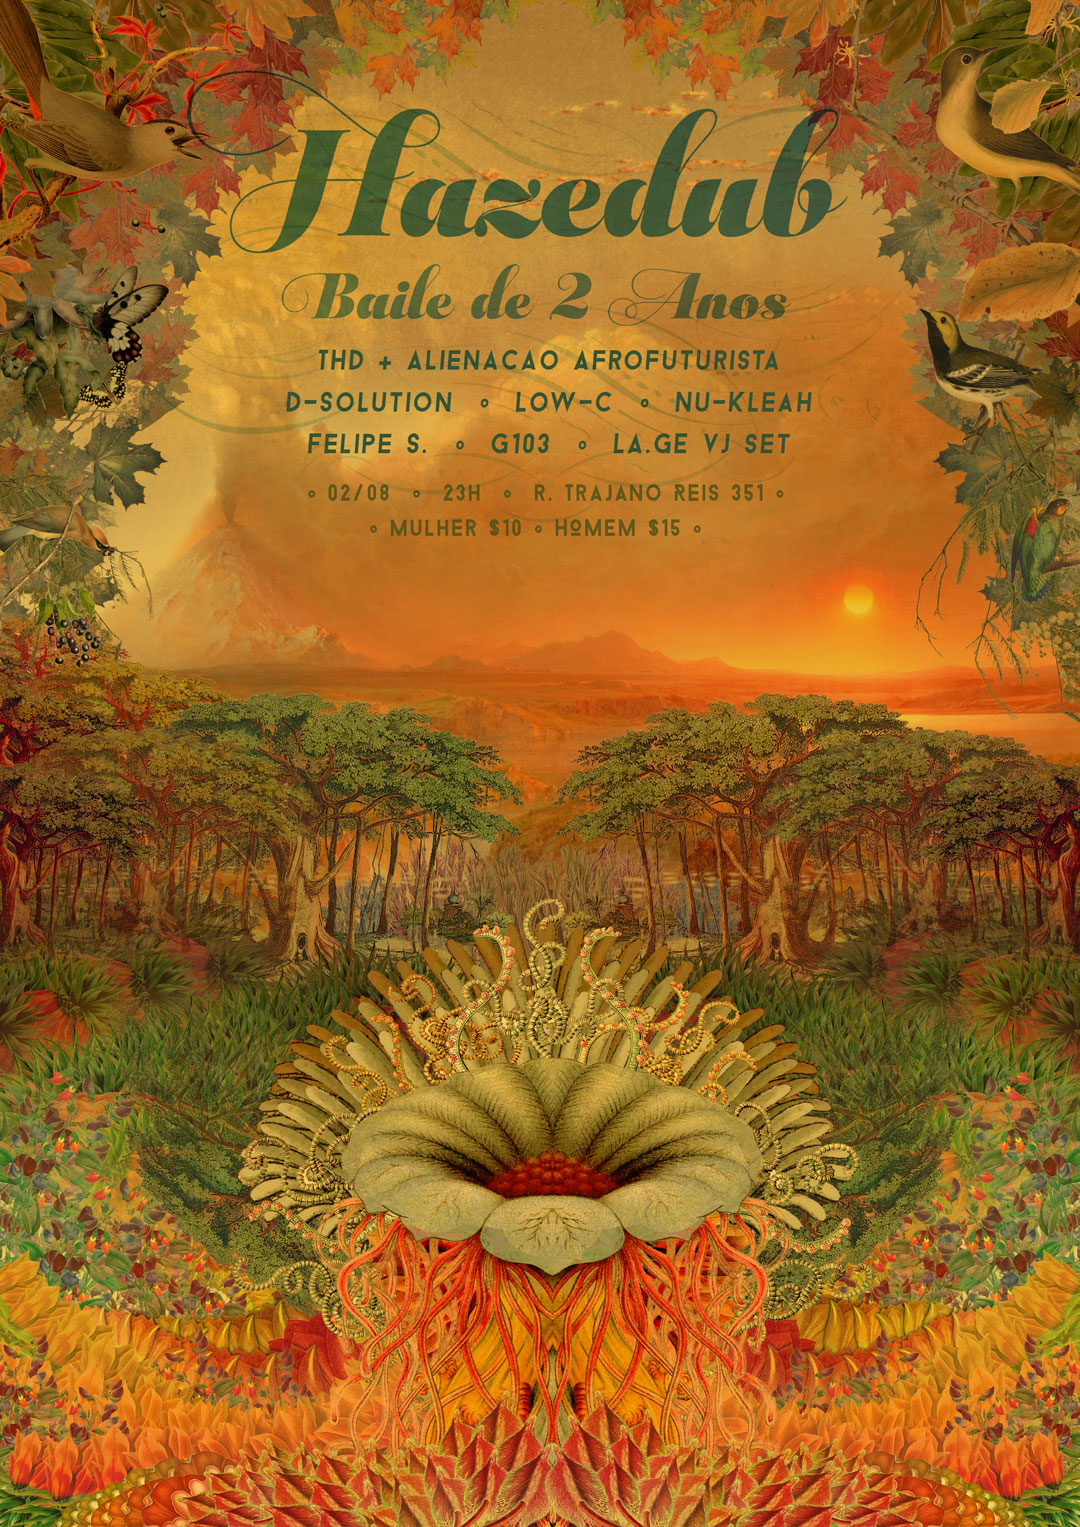 Hazedub
Baile de 2 Anos
THD + ALIENACAO AFROFUTURISTA
D-SOLUTION ∘ LOW-C ∘ NU-KLEAH
FELIPE S. ∘ G103 ∘ LA.GE VJ SET
∘ 02/08 ∘ 23H ∘ R. TRAJANO REIS 351 ∘
∘ MULHER $10 ∘ HOMEM $15 ∘